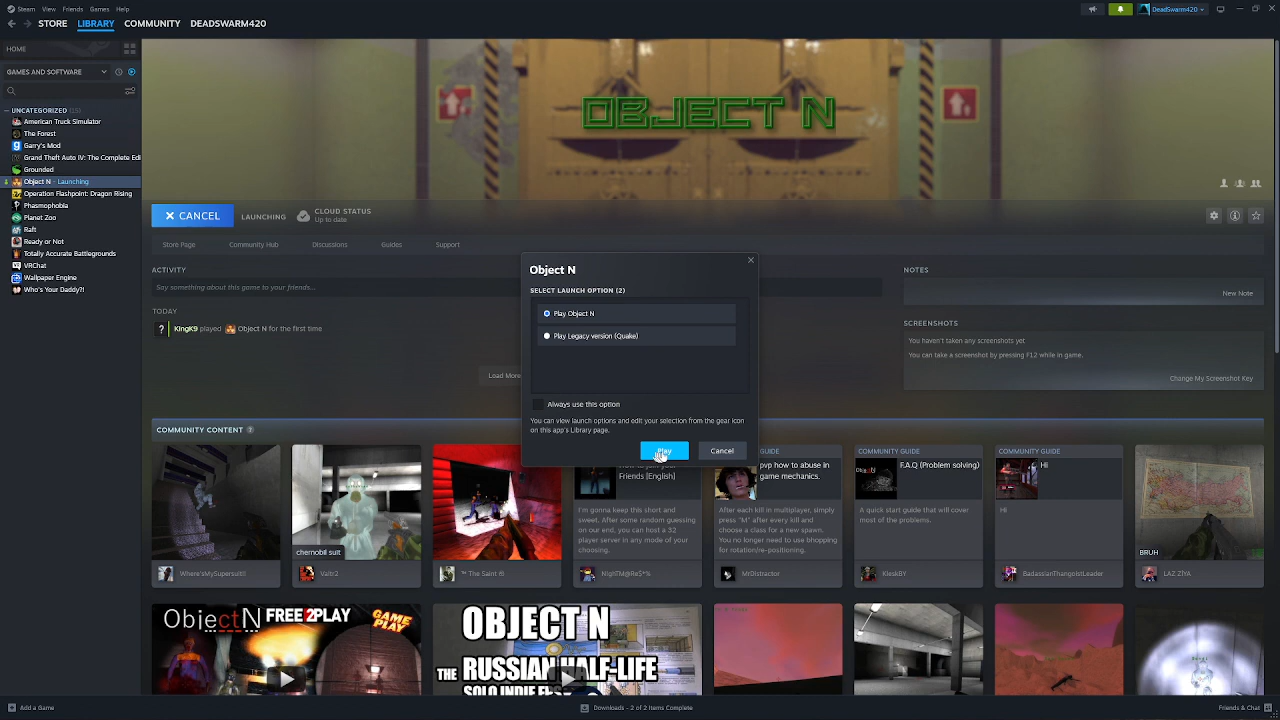 Steam View Friends Games Help
DeadSwarm420
STORE LIBRARY COMMUNITY DEADSWARM420
HOME
GAMES AND SOFTWARE
UNCATEGORIZED (15)
American Truck Simulator
The Forest
Garry's Mod
Grand Theft Auto IV: The Complete Edi
Grounded
Object N - Launching
Operation Flashpoint: Dragon Rising
Phasmophobia
Planet Zoo
Raft
Ready or Not
Totally Accurate Battlegrounds
VRChat
Wallpaper Engine
Who's Your Daddy?!
OBJECT N
CANCEL
LAUNCHING
CLOUD STATUS
Up to date
Store Page Community Hub Discussions Guides Support
ACTIVITY
Say something about this game to your friends...
TODAY
? KingK9 played Object N for the first time
Load More
Object N
SELECT LAUNCH OPTION (2)
Play Object N
Play Legacy version (Quake)
Always use this option
You can view launch options and edit your selection from the gear icon
on this app's Library page.
Play Cancel
NOTES
New Note
SCREENSHOTS
You haven't taken any screenshots yet
You can take a screenshot by pressing F12 while in game.
Change My Screenshot Key
COMMUNITY CONTENT ?
Where'sMySupersuit!!
chernobil suit
Valtr2
™ The Saint
Friends [English]
I'm gonna keep this short and
sweet. After some random guessing
on our end, you can host a 32
player server in any mode of your
choosing.
N!gHTM@Re$*%
GUIDE
pvp how to abuse in
game mechanics.
After each kill in multiplayer, simply
press "M" after every kill and
choose a class for a new spawn.
You no longer need to use bhopping
for rotation/re-positioning.
MrDistractor
COMMUNITY GUIDE
F.A.Q (Problem solving)
A quick start guide that will cover
most of the problems.
KleskBY
COMMUNITY GUIDE
Hi
Hi
BadassianThangoistLeader
BRUH
LAZ ZİYA
ObjectN FREE2PLAY
GAME
PLAY
OBJECT N
THE RUSSIAN HALF-LIFE
Add a Game
Downloads - 2 of 2 Items Complete
Friends & Chat